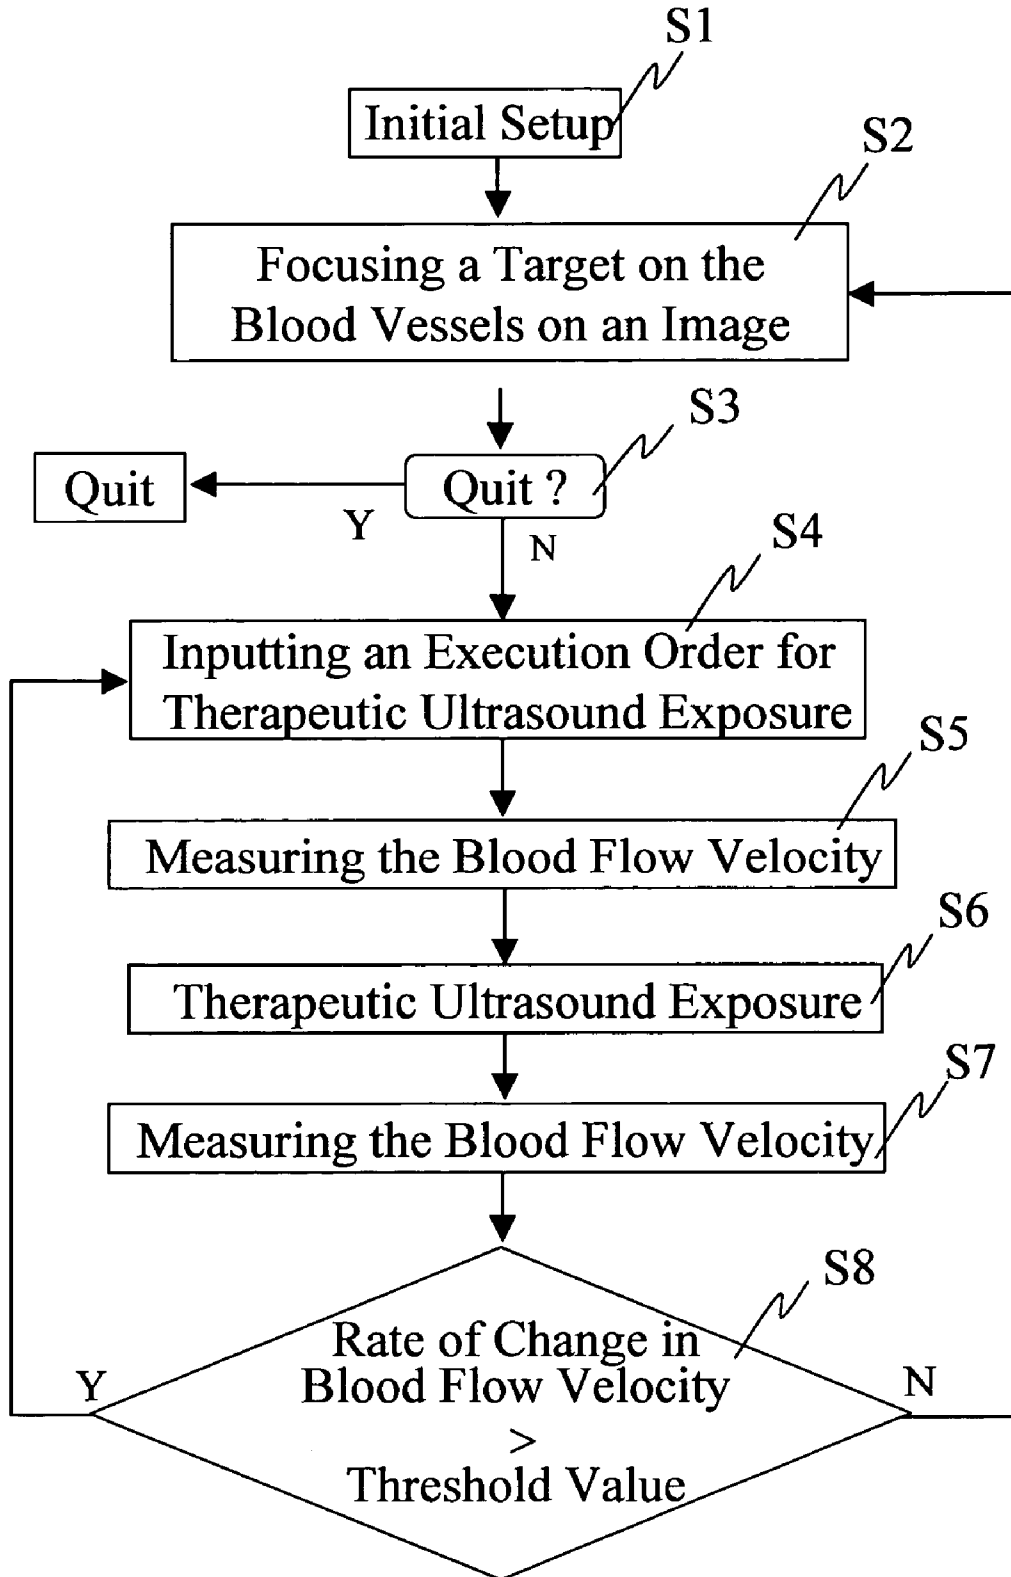 S1
Initial Setup
S2
Focusing a Target on the
Blood Vessels on an Image
S3
Quit
Quit ?
Y
N
S4
Inputting an Execution Order for
Therapeutic Ultrasound Exposure
S5
Measuring the Blood Flow Velocity
S6
Therapeutic Ultrasound Exposure
S7
Measuring the Blood Flow Velocity
S8
Rate of Change in
Blood Flow Velocity
>
Threshold Value
Y
N